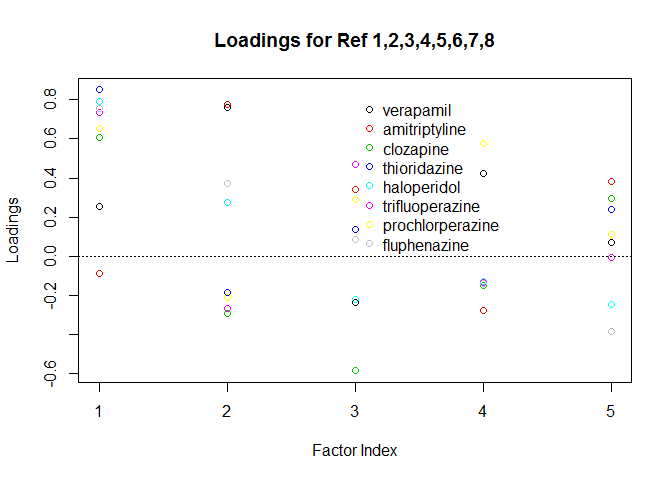 Loadings for Ref 1,2,3,4,5,6,7,8
Loadings
0.8
0.6
0.4
0.2
0.0
-0.2
-0.6
verapamil
amitriptyline
clozapine
thioridazine
haloperidol
trifluoperazine
prochlorperazine
fluphenazine
1 2 3 4 5
Factor Index